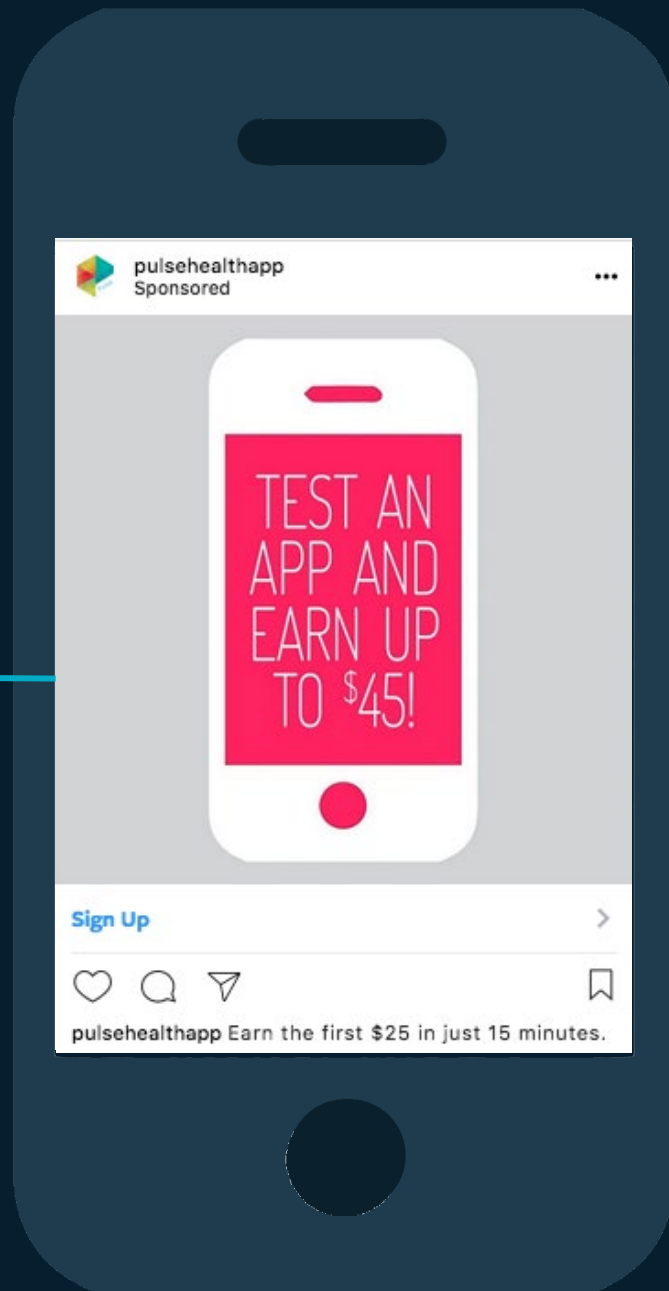 pulsehealthapp
Sponsored
TEST AN
APP AND
EARN UP
TO $45!
Sign Up
pulsehealthapp Earn the first $25 in just 15 minutes.